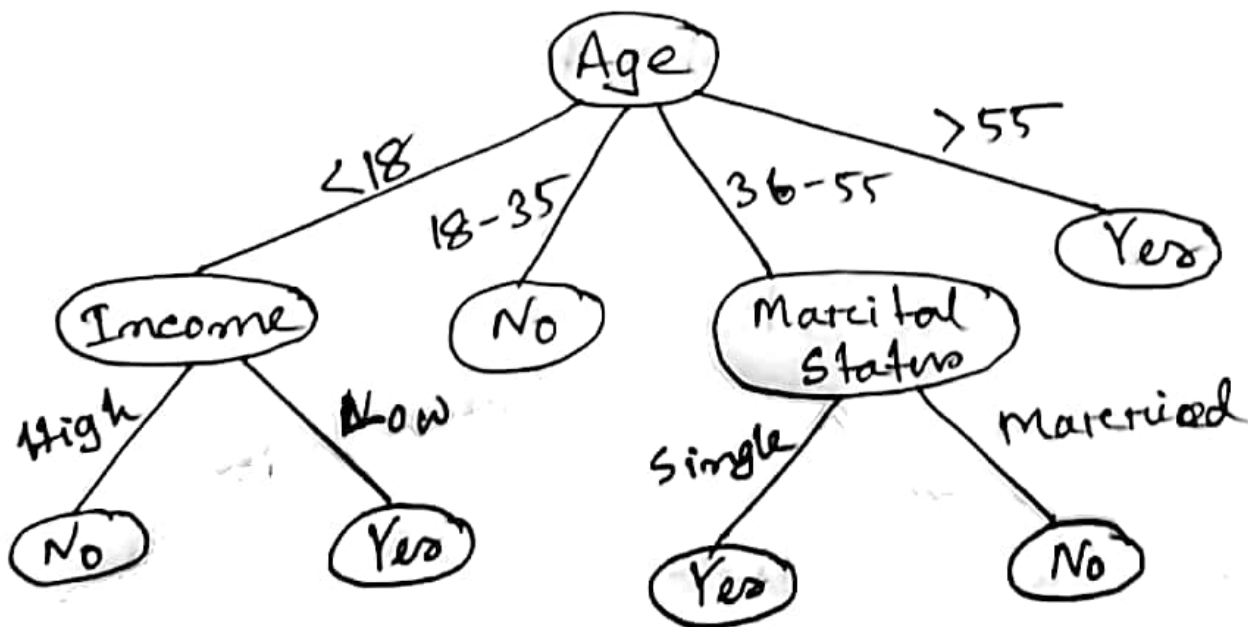 Age
<18
18-35
36-55
>55
Income
No
Marcital
Status
Yes
High
Low
Single
Marcried
No
Yes
Yes
No